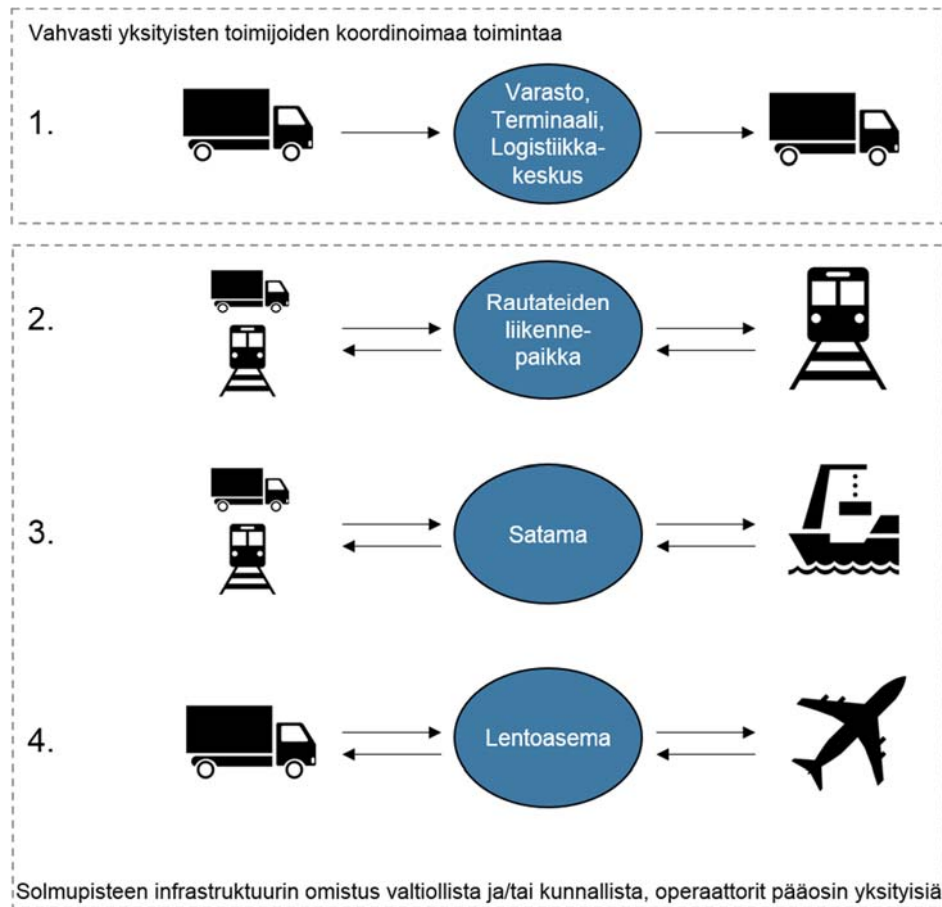 Vahvasti yksityisten toimijoiden koordinoimaa toimintaa
1.
Varasto,
Terminaali,
Logistiikka-
keskus
2.
Rautateiden
liikenne-
paikka
3.
Satama
4.
Lentoasema
Solmupisteen infrastruktuurin omistus valtiollista ja/tai kunnallista, operaattorit pääosin yksityisiä